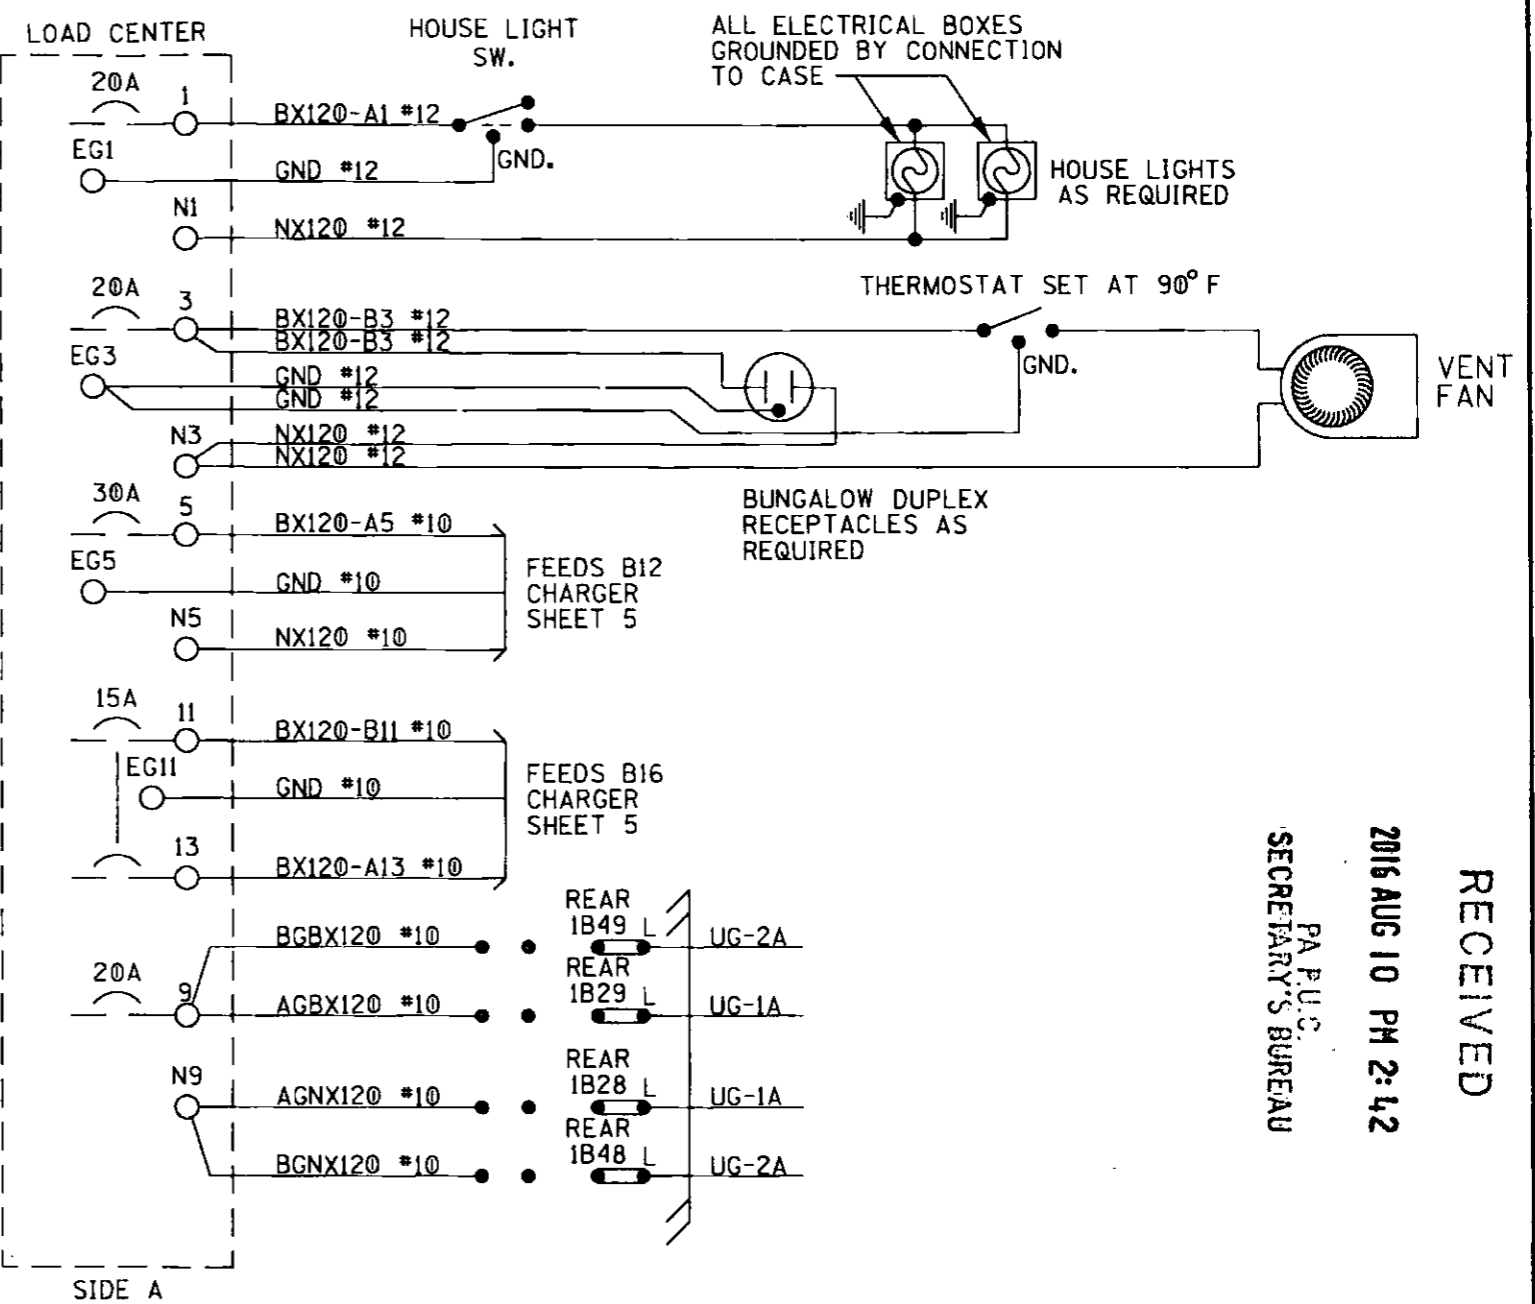 LOAD CENTER
HOUSE LIGHT
SW.
ALL ELECTRICAL BOXES
GROUNDED BY CONNECTION
TO CASE
20A
1
BX120-A1 #12
EG1
GND #12
GND.
N1
NX120 #12
HOUSE LIGHTS
AS REQUIRED
20A
3
BX120-B3 #12
BX120-B3 #12
THERMOSTAT SET AT 90°F
EG3
GND #12
GND #12
GND.
VENT
FAN
N3
NX120 #12
NX120 #12
BUNGALOW DUPLEX
RECEPTACLES AS
REQUIRED
30A
5
BX120-A5 #10
EG5
GND #10
N5
NX120 #10
FEEDS B12
CHARGER
SHEET 5
15A
11
BX120-B11 #10
EG11
GND #10
13
BX120-A13 #10
FEEDS B16
CHARGER
SHEET 5
20A
9
BGBX120 #10
REAR
1B49 L
UG-2A
AGBX120 #10
REAR
1B29 L
UG-1A
N9
AGNX120 #10
REAR
1B28 L
UG-1A
BGNX120 #10
REAR
1B48 L
UG-2A
SIDE A
RECEIVED
2016 AUG 10 PM 2:42
PA P.U.C.
SECRETARY'S BUREAU